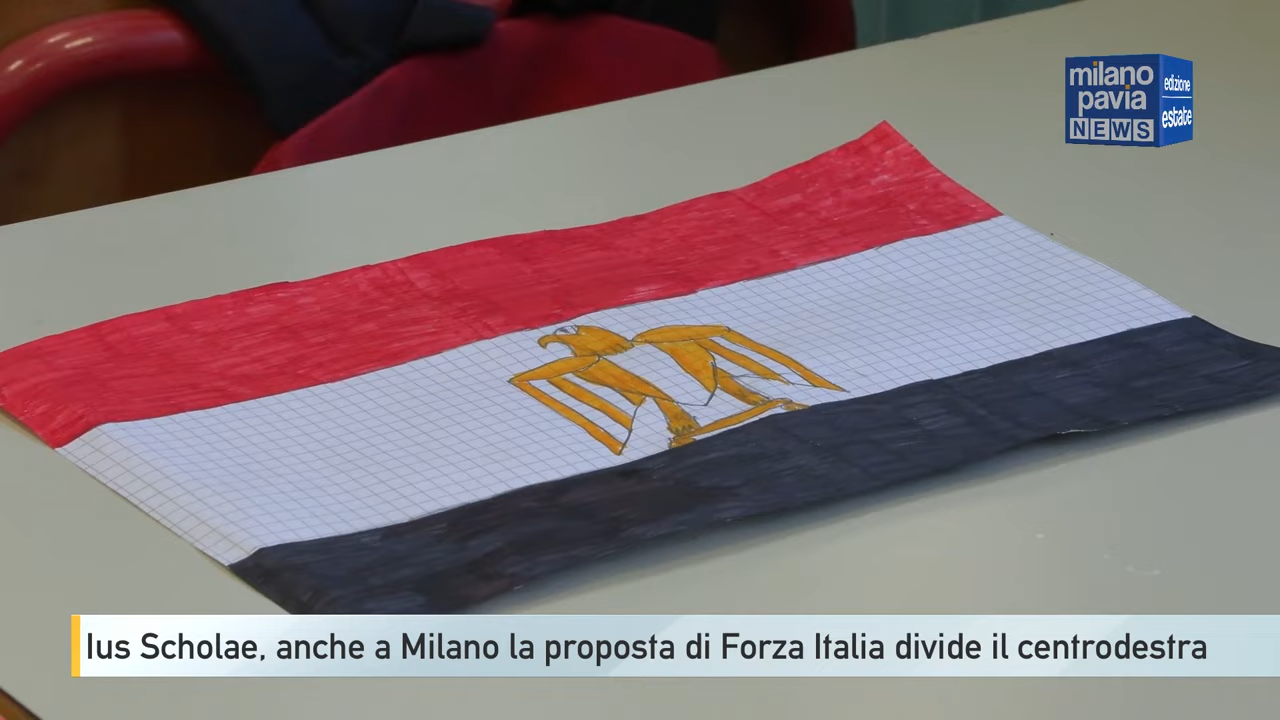 milano
pavia
NEWS
edizione
estate
Ius Scholae, anche a Milano la proposta di Forza Italia divide il centrodestra